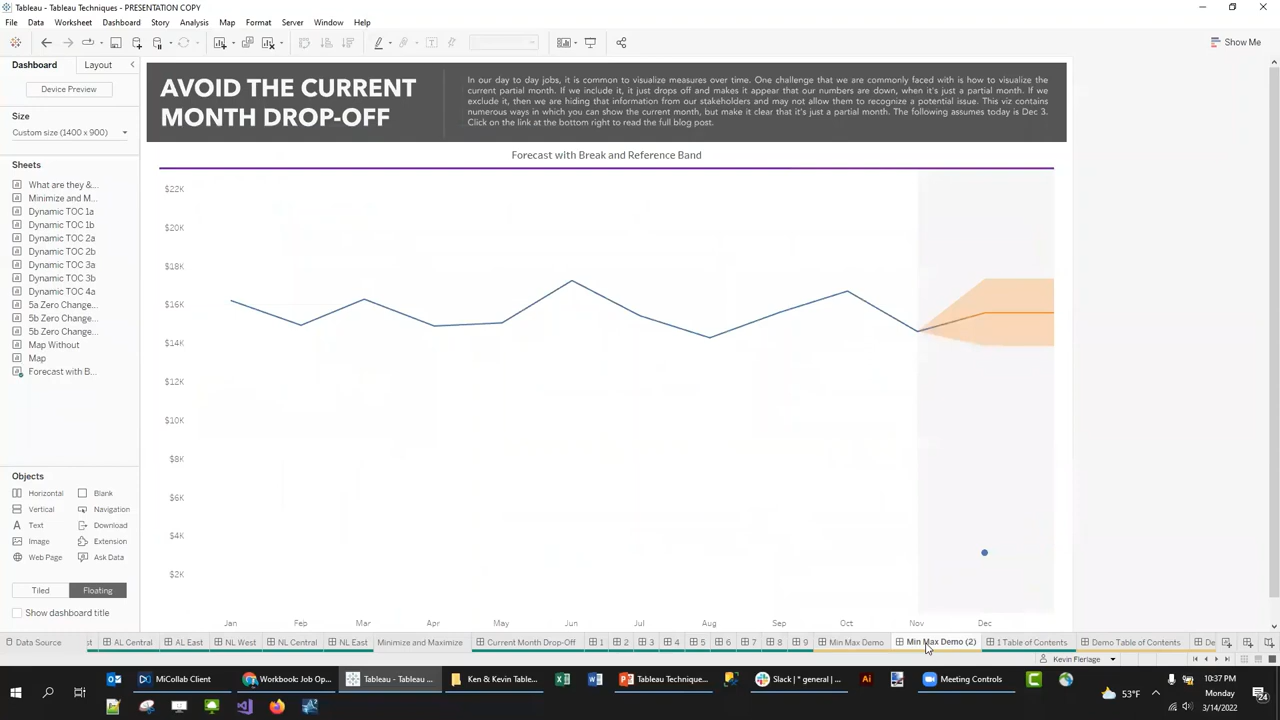 Tableau - Tableau Techniques - PRESENTATION COPY
File Data Worksheet Dashboard Story Analysis Map Format Server Window Help
Show Me
Dashboard Layout
Device Preview
Size
Custom size (1400 x 900)
Sheets
What are they &...
Minimize and M...
Dynamic TOC 1a
Dynamic TOC 1b
Dynamic TOC 2a
Dynamic TOC 2b
Dynamic TOC 3a
Dynamic TOC 3b
Dynamic TOC 4a
5a Zero Change...
5b Zero Change...
5b Zero Change...
Map Without
Map
Forecast with B...
Objects
Horizontal Blank
Vertical Navigation
Text Download
Image Extension
Web Page Ask Data
Tiled Floating
Show dashboard title
AVOID THE CURRENT
MONTH DROP-OFF
In our day to day jobs, it is common to visualize measures over time. One challenge that we are commonly faced with is how to visualize the
current partial month. If we include it, it just drops off and makes it appear that our numbers are down, when it's just a partial month. If we
exclude it, then we are hiding that information from our stakeholders and may not allow them to recognize a potential issue. This viz contains
numerous ways in which you can show the current month, but make it clear that it's just a partial month. The following assumes today is Dec 3.
Click on the link at the bottom right to read the full blog post.
Forecast with Break and Reference Band
$22K
$20K
$18K
$16K
$14K
$12K
$10K
$8K
$6K
$4K
$2K
Jan Feb Mar Apr May Jun Jul Aug Sep Oct Nov Dec
Data Source st AL Central AL East NL West NL Central NL East Minimize and Maximize Current Month Drop-Off 1 2 3 4 5 6 7 8 9 Min Max Demo Min Max Demo (2) 1 Table of Contents Demo Table of Contents De
Kevin Flerlage
MiCollab Client Workbook: Job Op... Tableau - Tableau ... Ken & Kevin Table... Tableau Technique... Slack | * general | ... Meeting Controls
53°F
10:37 PM
Monday
3/14/2022
24